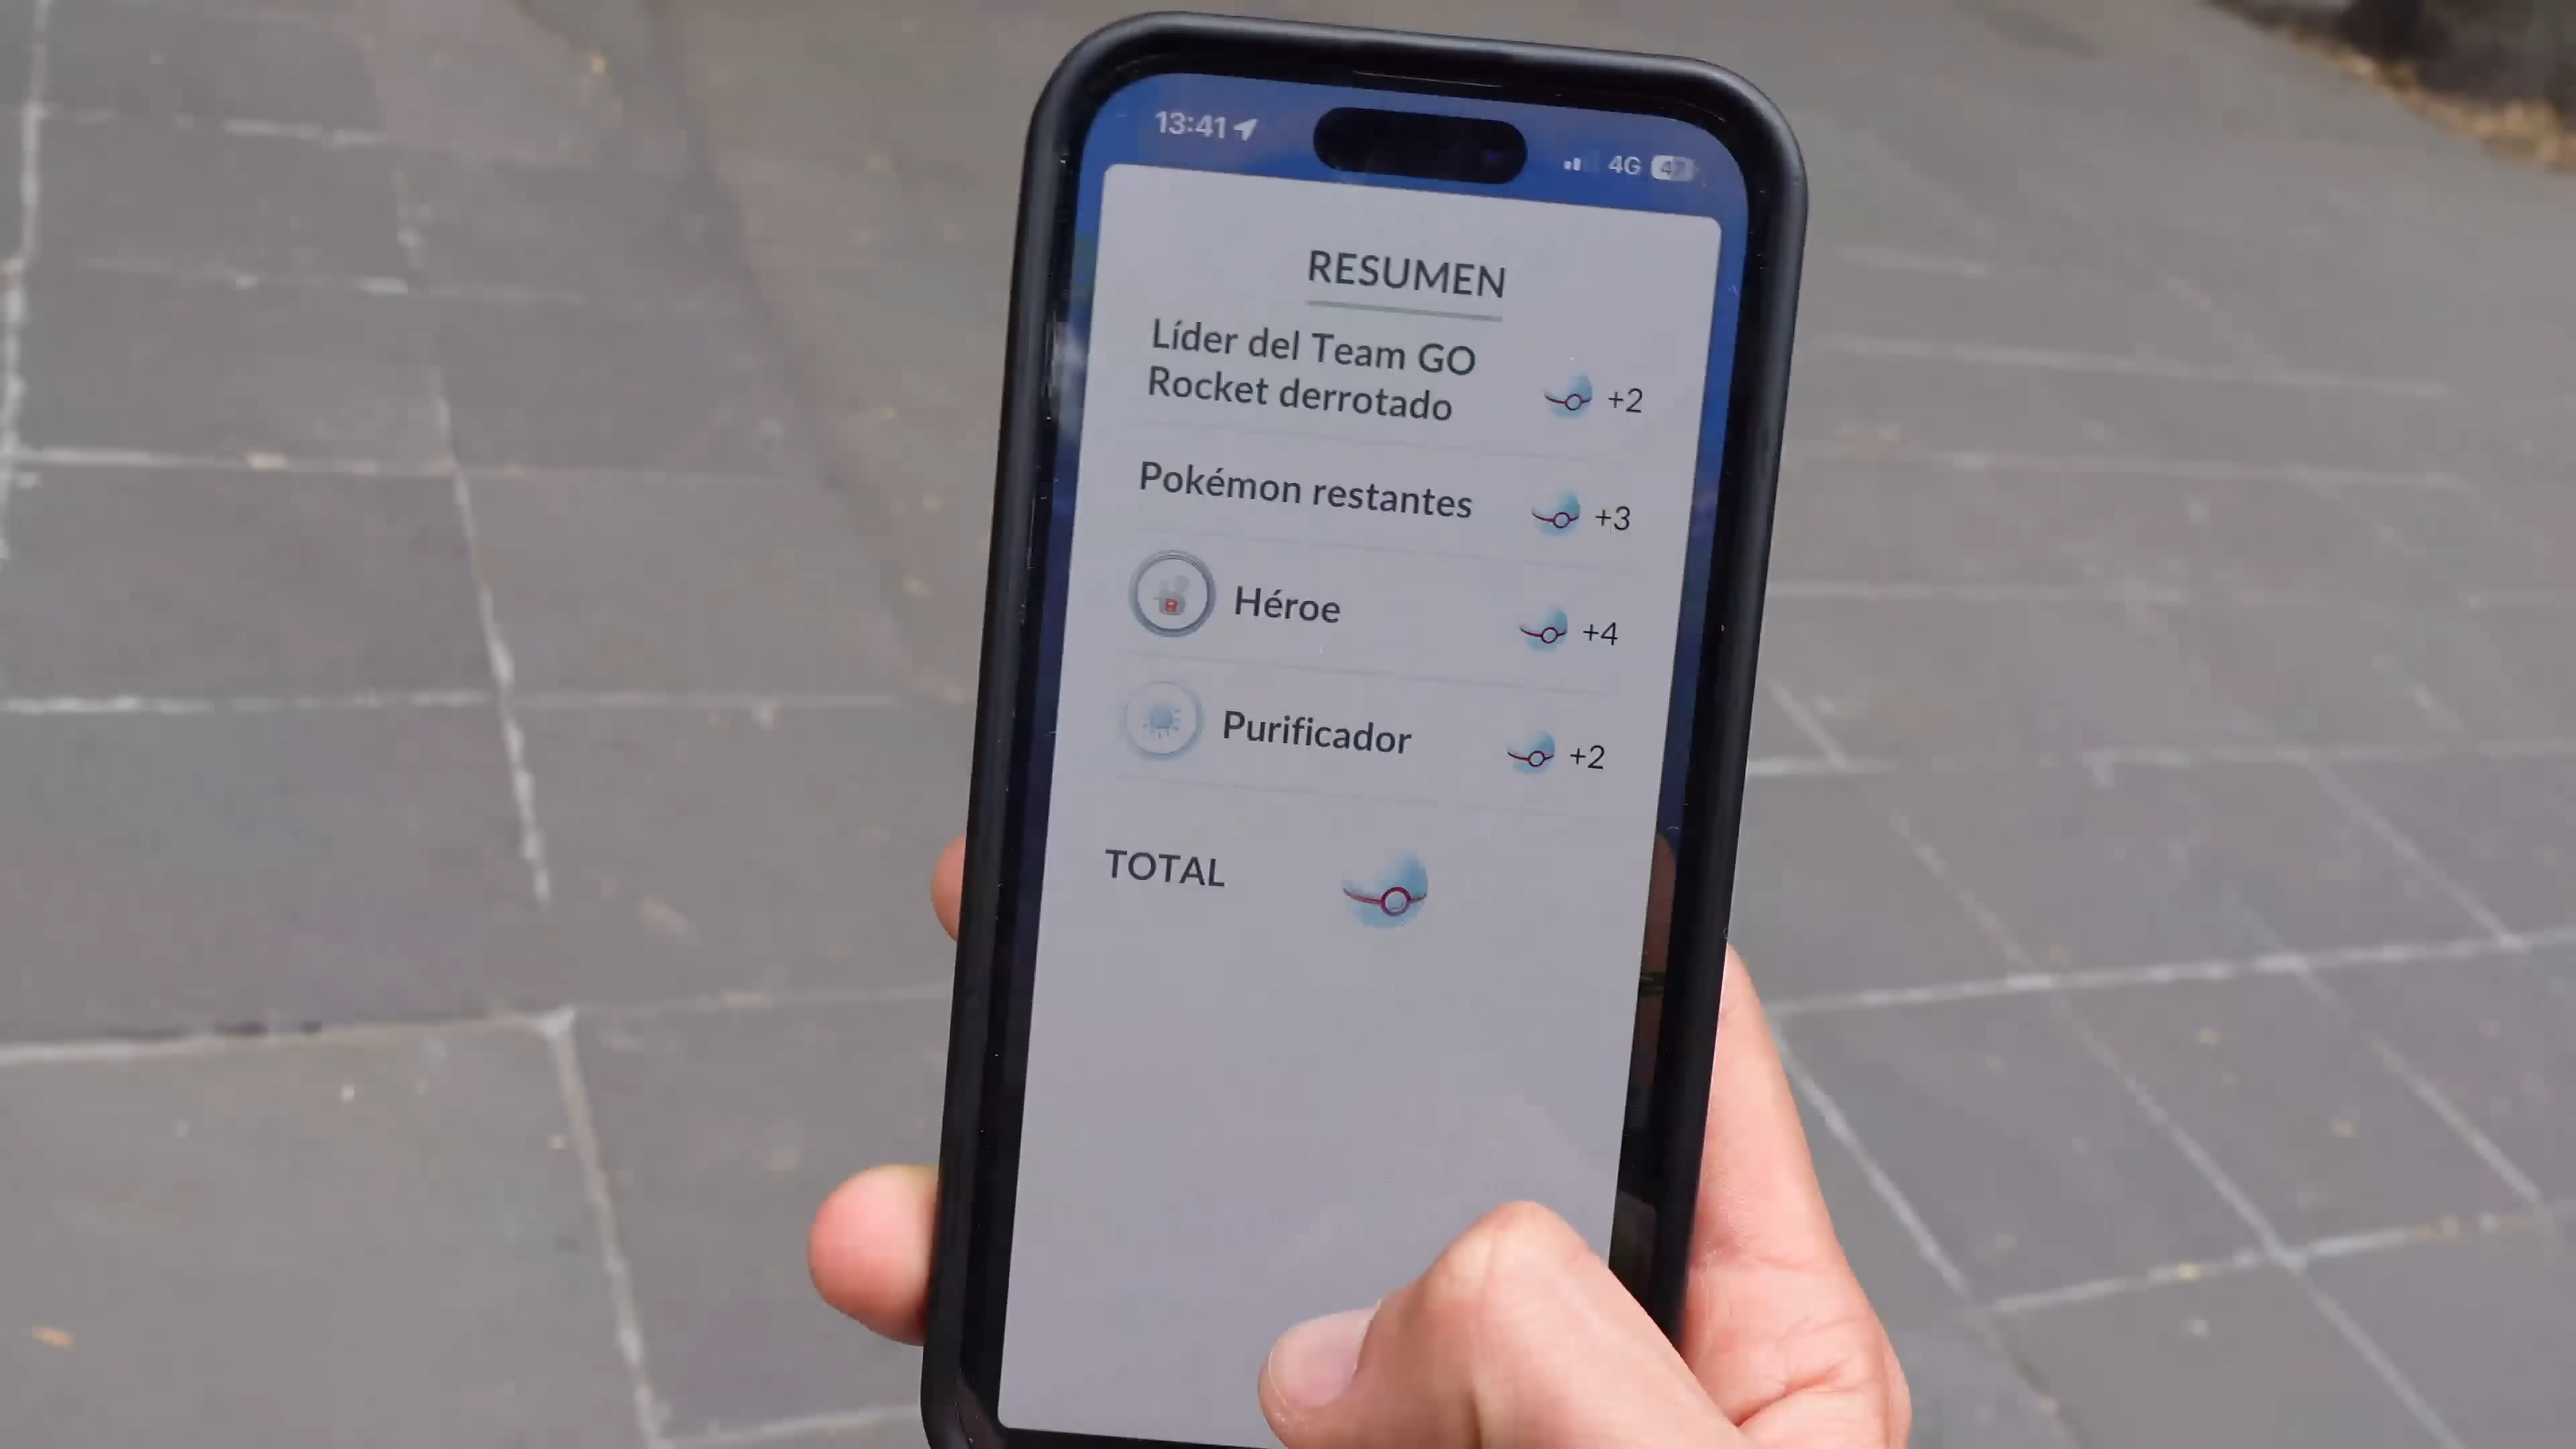 13:41
4G 47
RESUMEN
Líder del Team GO
Rocket derrotado
+2
Pokémon restantes
+3
Héroe
+4
Purificador
+2
TOTAL